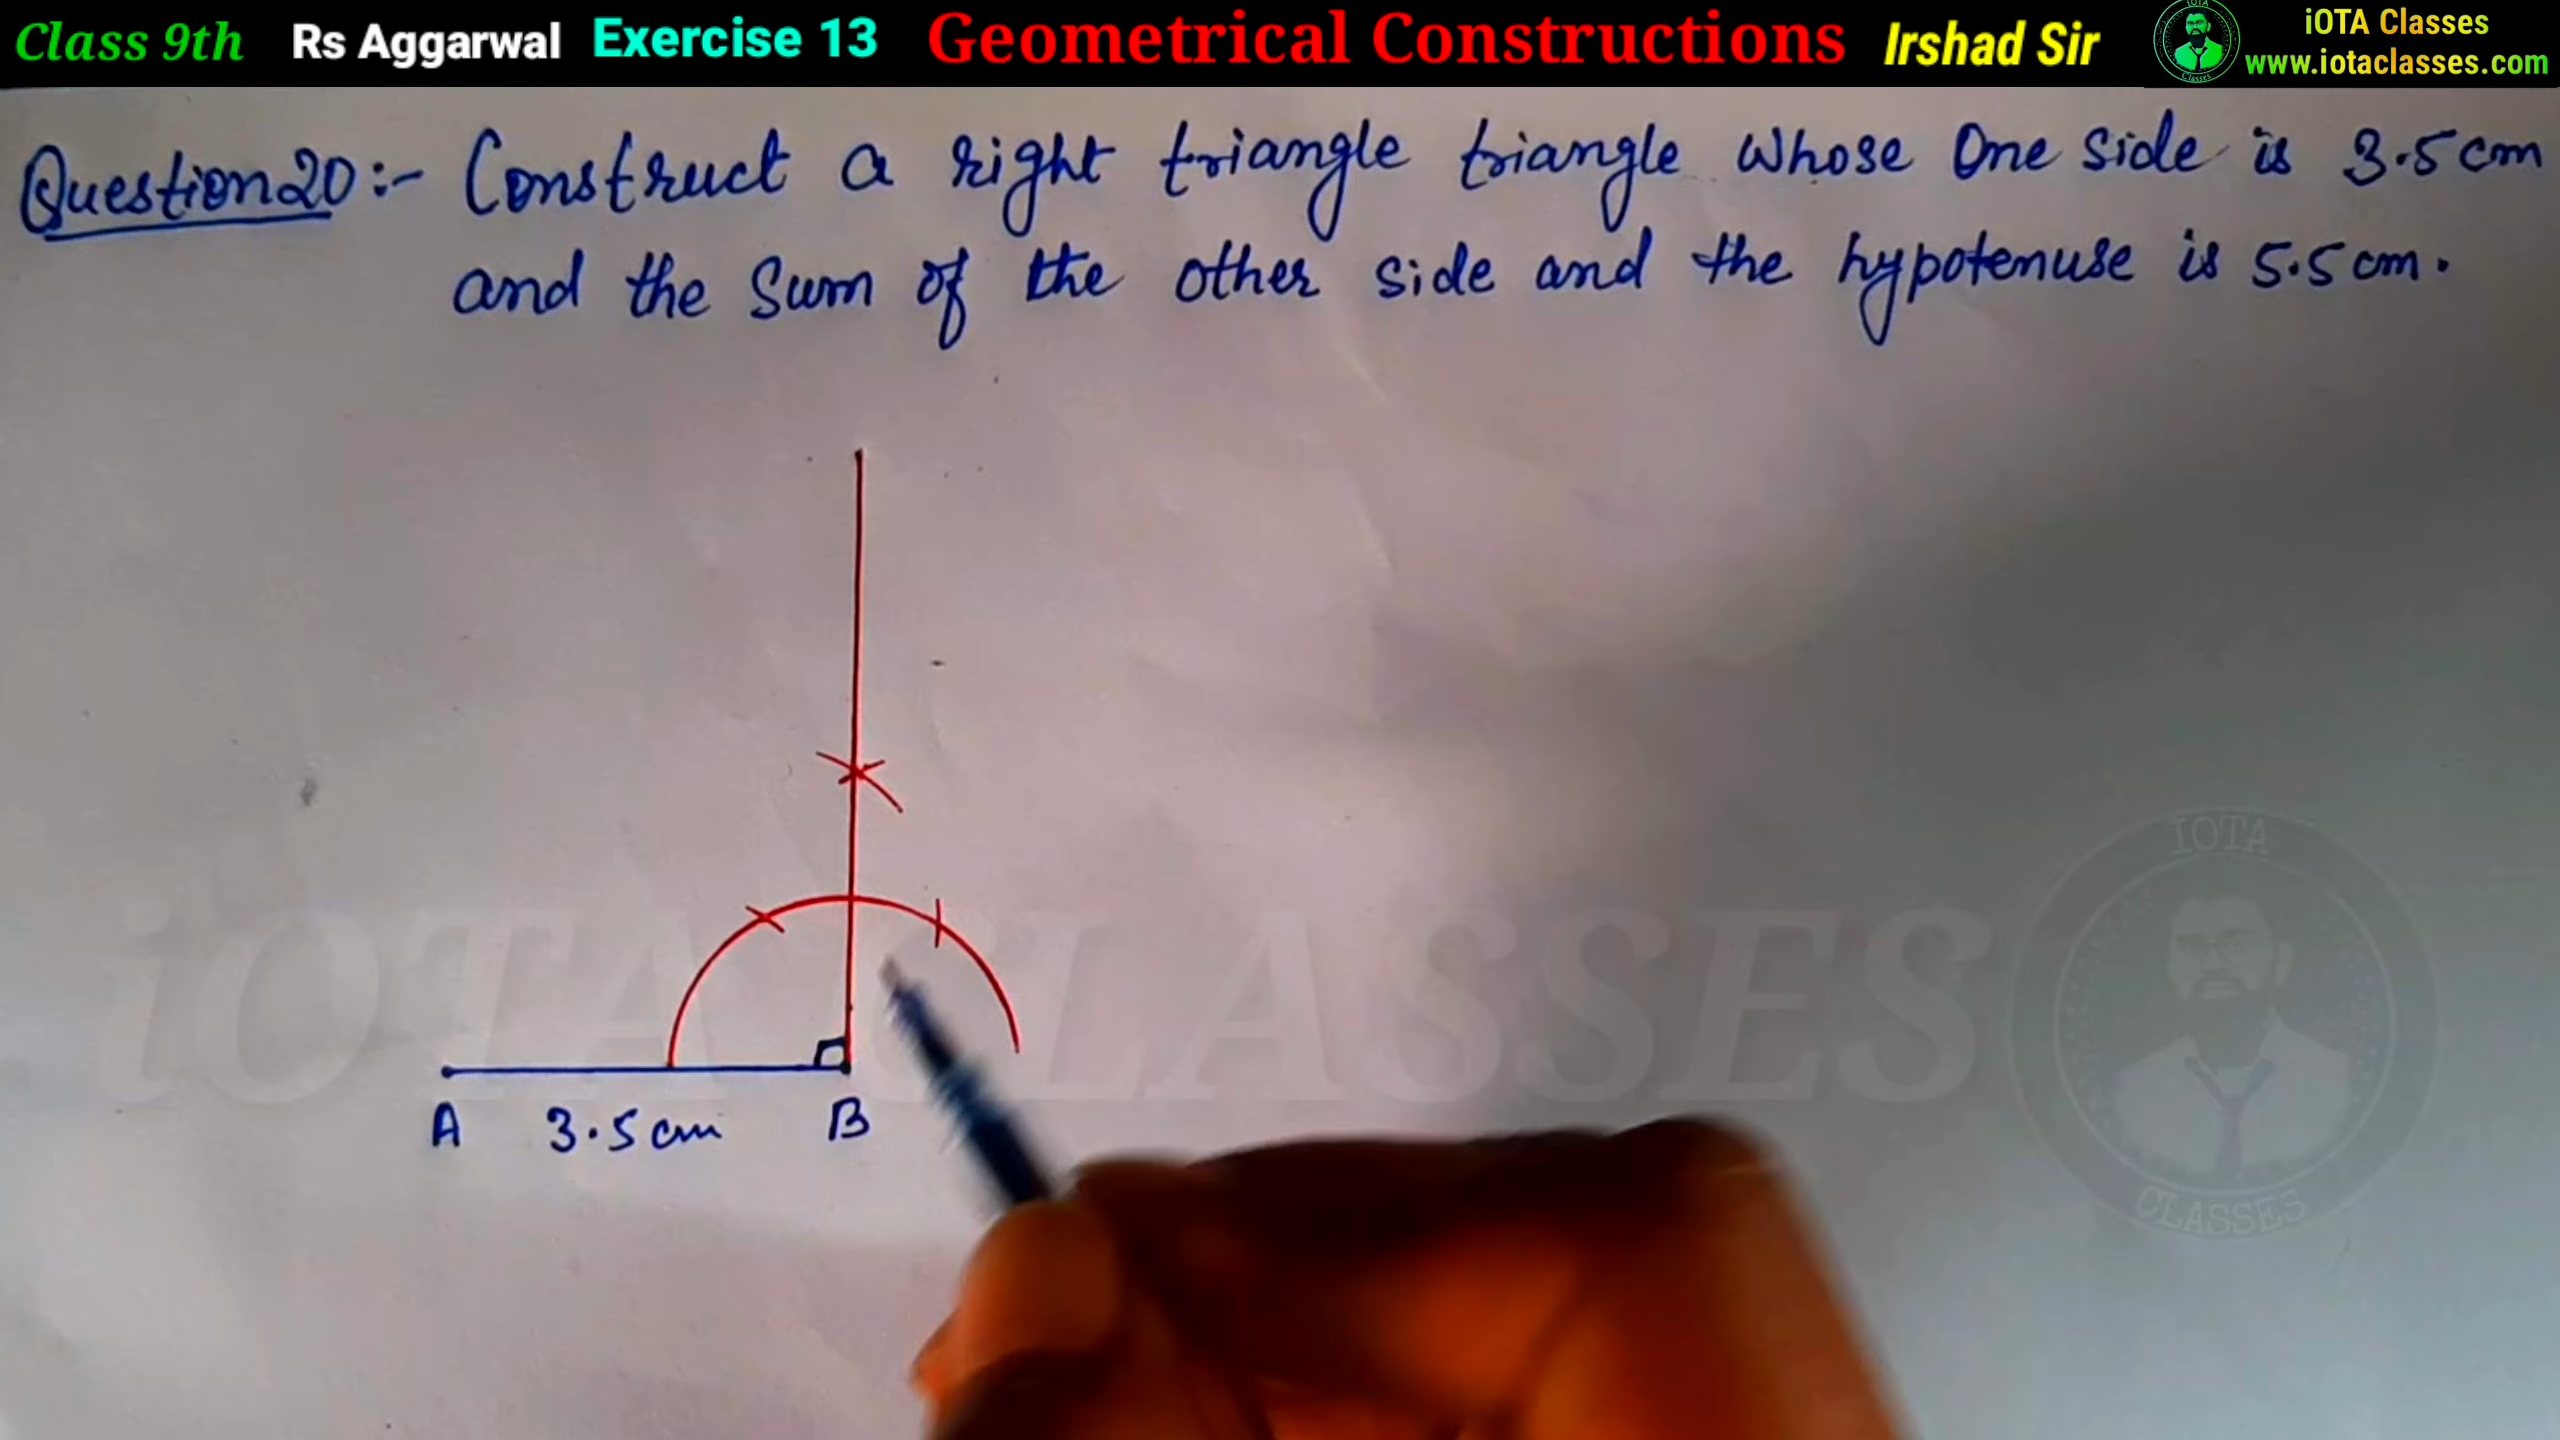 Class 9th Rs Aggarwal Exercise 13 Geometrical Constructions Irshad Sir iOTA Classes
www.iotaclasses.com
Question 20:- Construct a right triangle triangle whose One side is 3.5cm
and the Sum of the other side and the hypotenuse is 5.5cm.
IOTA
iOTA CLASSES
CLASSES
A 3.5cm B